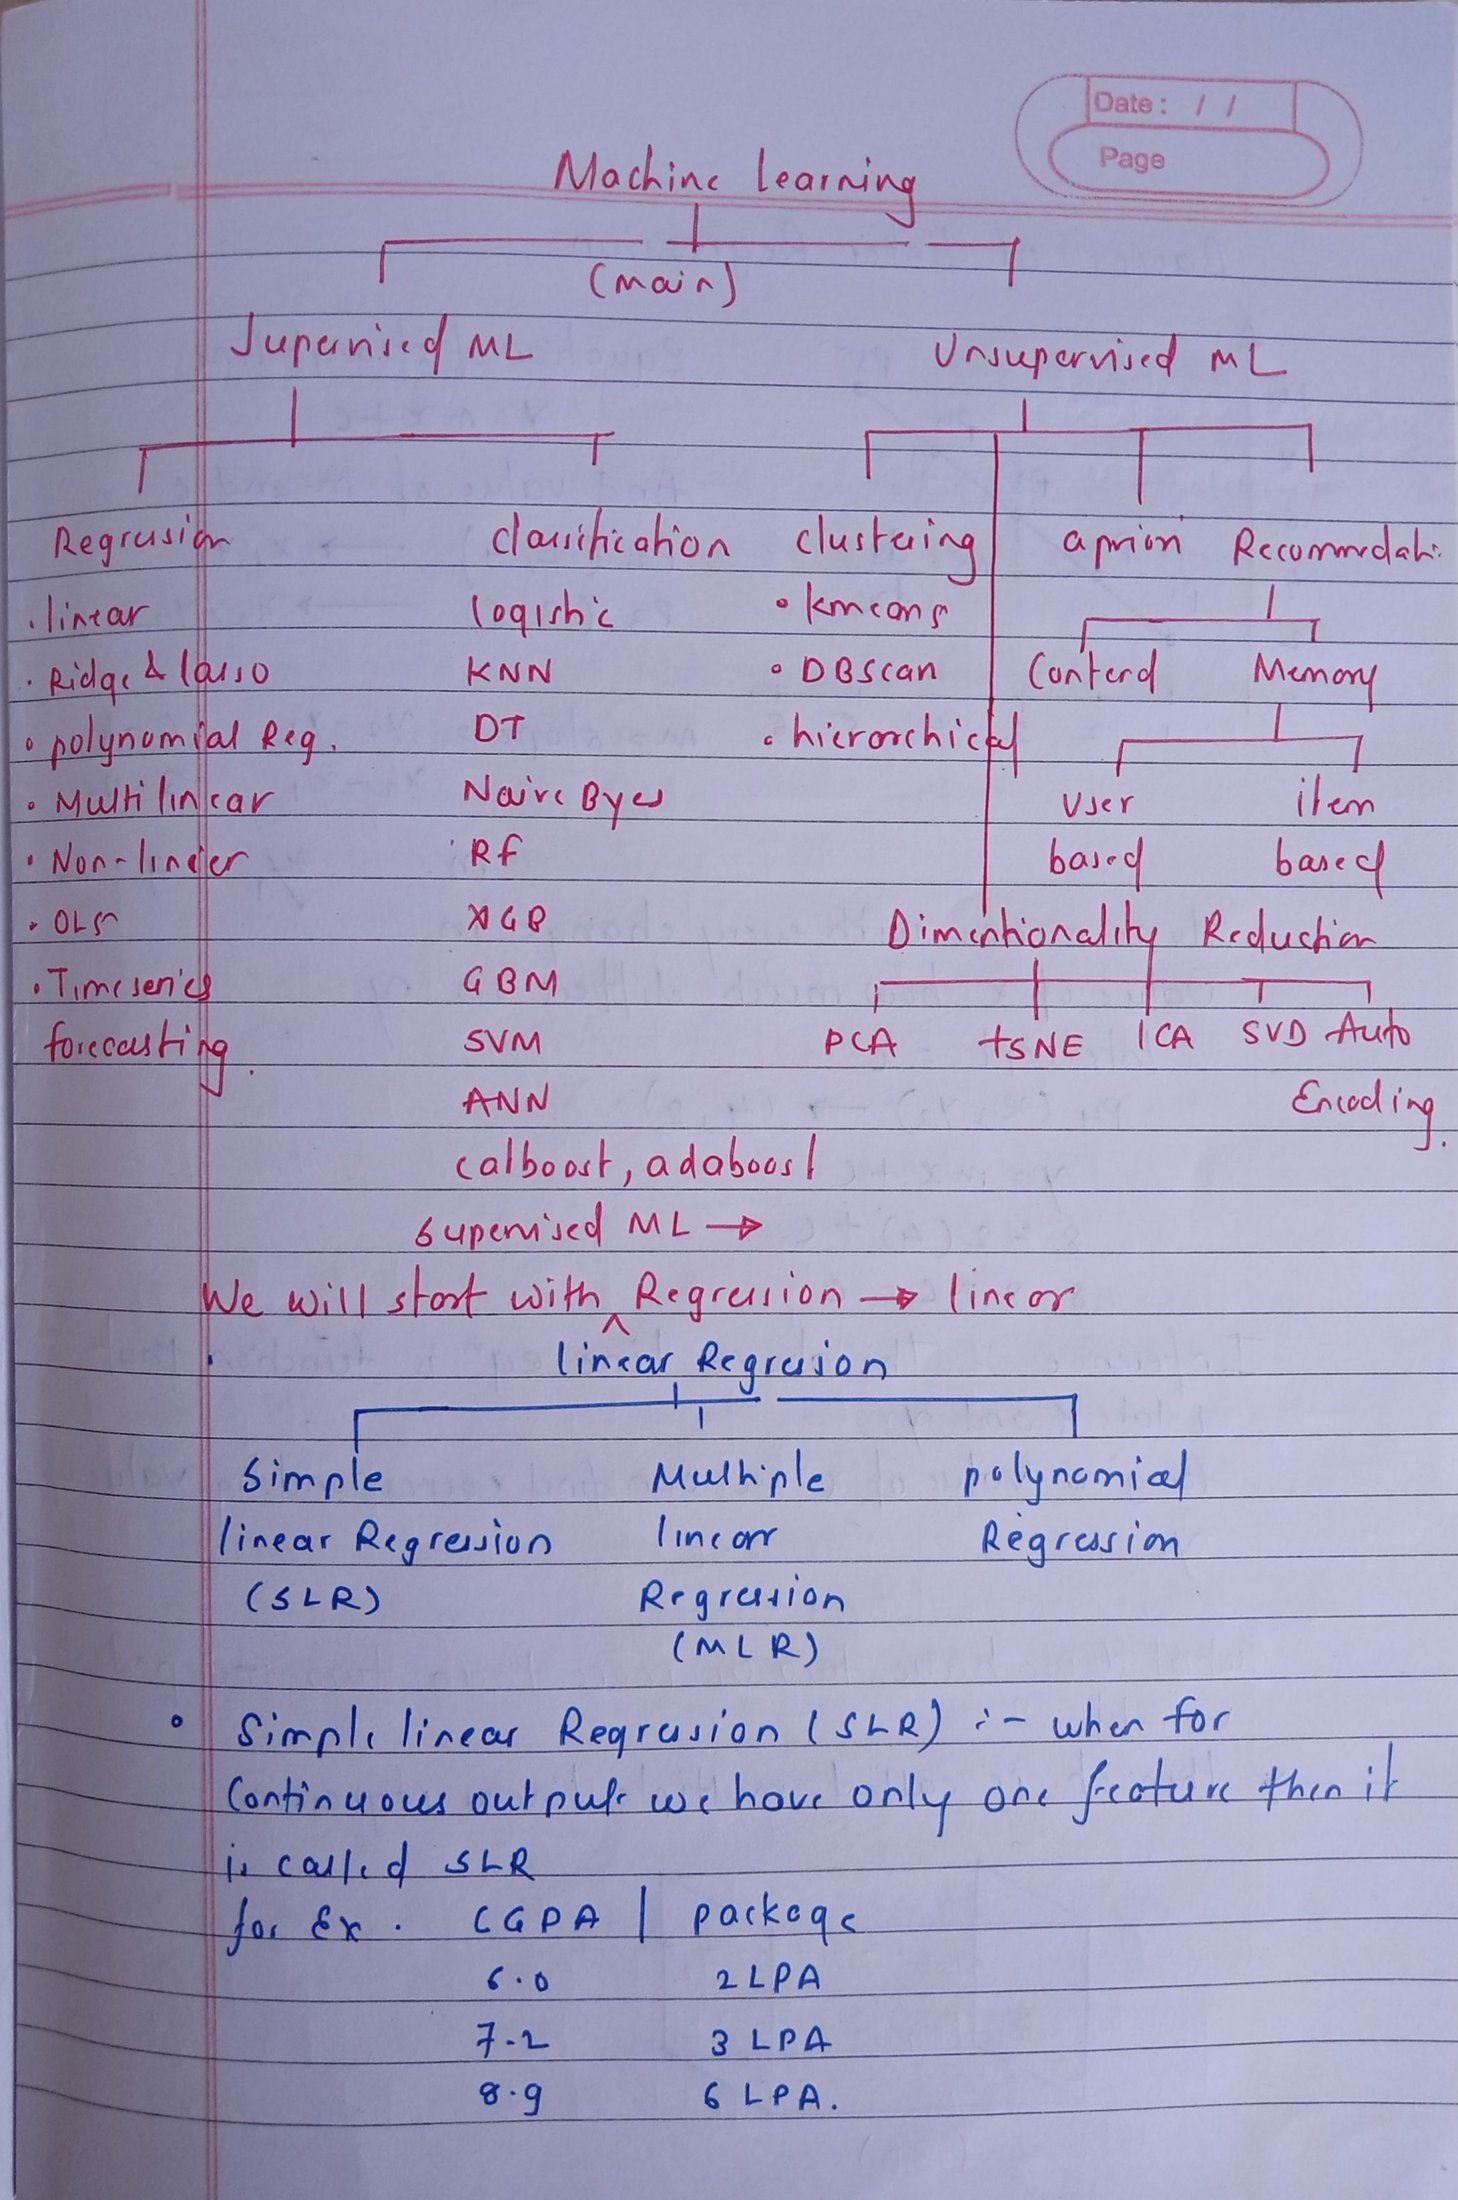 Date: / /
Page
Machine learning
(main)
Supervised ML Unsupervised ML
Regression classification clustering apriori Recommedati.
. linear logistic • kmeans
. Ridge & lasso KNN • DBScan Contend Memory
• polynomial Reg. DT • hierarchical
• Multilinear Naive Byes user item
• Non-lineer RF based based
• OLS XGB Dimentionality Reduction
• Timeseries GBM
forecasting. SVM PCA tSNE ICA SVD Auto
ANN Encoding.
catboost, adaboost
Supervised ML →
We will start with ^ Regression → linear
linear Regression
Simple Multiple polynomial
linear Regression linear Regression
(SLR) Regression
(MLR)
• Simple linear Regression (SLR) :- when for
Continuous output we have only one feature then it
is called SLR
for Ex. CGPA | package
6.0 2 LPA
7.2 3 LPA
8.9 6 LPA.